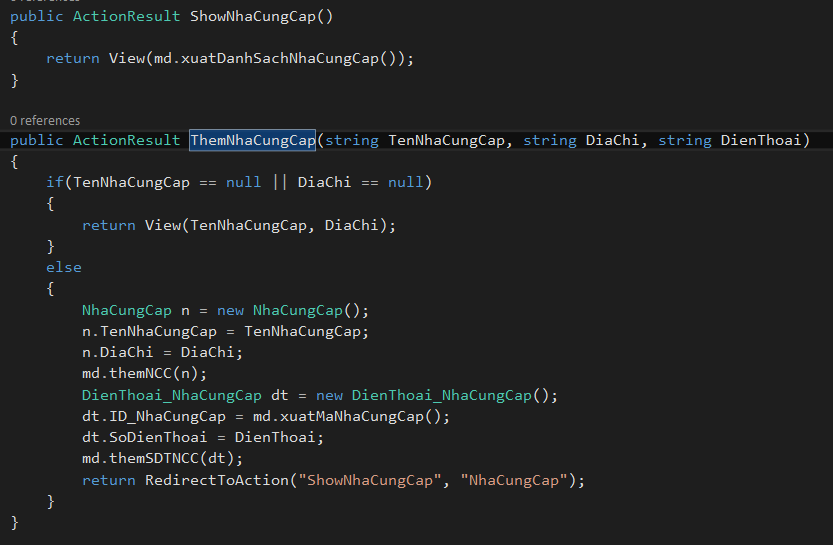 public ActionResult ShowNhaCungCap()
{
return View(md.xuatDanhSachNhaCungCap());
}
0 references
public ActionResult ThemNhaCungCap(string TenNhaCungCap, string DiaChi, string DienThoai)
{
if(TenNhaCungCap == null || DiaChi == null)
{
return View(TenNhaCungCap, DiaChi);
}
else
{
NhaCungCap n = new NhaCungCap();
n.TenNhaCungCap = TenNhaCungCap;
n.DiaChi = DiaChi;
md.themNCC(n);
DienThoai_NhaCungCap dt = new DienThoai_NhaCungCap();
dt.ID_NhaCungCap = md.xuatMaNhaCungCap();
dt.SoDienThoai = DienThoai;
md.themSDTNCC(dt);
return RedirectToAction("ShowNhaCungCap", "NhaCungCap");
}
}